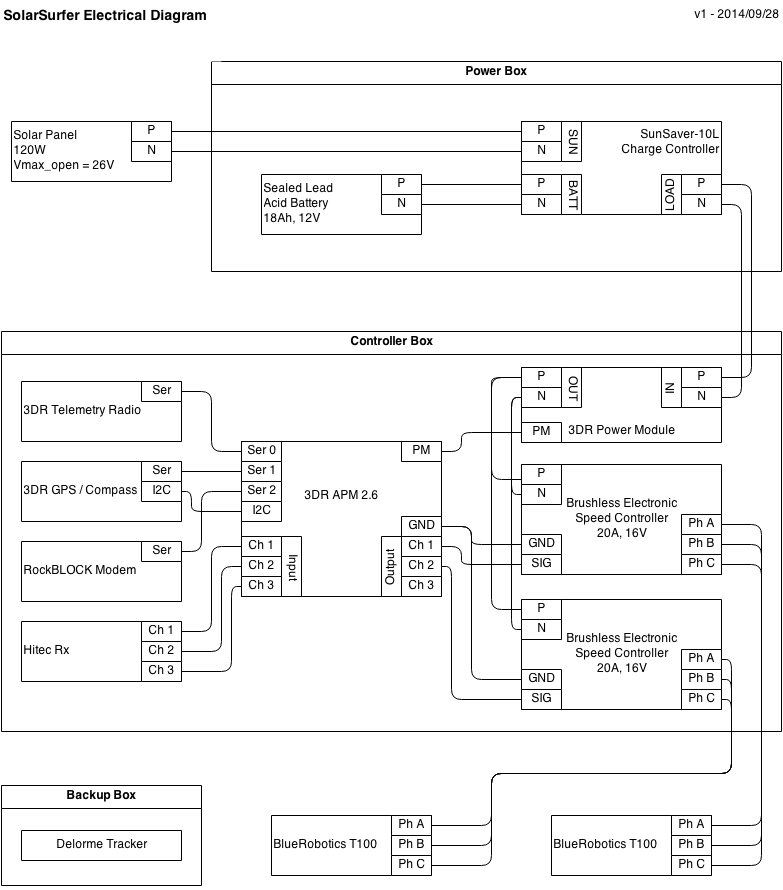 SolarSurfer Electrical Diagram
v1 - 2014/09/28
Power Box
Solar Panel
120W
Vmax_open = 26V
P
N
Sealed Lead
Acid Battery
18Ah, 12V
P
N
P
N
SUN
SunSaver-10L
Charge Controller
P
N
BATT
LOAD
P
N
Controller Box
3DR Telemetry Radio
Ser
3DR GPS / Compass
Ser
I2C
RockBLOCK Modem
Ser
Hitec Rx
Ch 1
Ch 2
Ch 3
Ser 0
Ser 1
Ser 2
I2C
Ch 1
Ch 2
Ch 3
Input
3DR APM 2.6
PM
GND
Output
Ch 1
Ch 2
Ch 3
P
N
OUT
IN
P
N
PM
3DR Power Module
P
N
Brushless Electronic
Speed Controller
20A, 16V
GND
SIG
Ph A
Ph B
Ph C
P
N
Brushless Electronic
Speed Controller
20A, 16V
GND
SIG
Ph A
Ph B
Ph C
Backup Box
Delorme Tracker
BlueRobotics T100
Ph A
Ph B
Ph C
BlueRobotics T100
Ph A
Ph B
Ph C